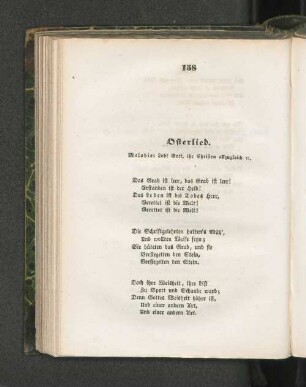 158
Osterlied.
Melodie: Lobt Gott, ihr Christen allzugleich ꝛc.
Das Grab ist leer, das Grab ist leer!
Erstanden ist der Held!
Das Leben ist des Todes Herr,
Gerettet ist die Welt!
Gerettet ist die Welt!
Die Schriftgelehrten hatten's Müh',
Und wollten Weise seyn;
Sie hüteten das Grab, und sie
Versiegelten den Stein,
Versiegelten den Stein.
Doch ihre Weisheit, ihre List
Zu Spott und Schande ward;
Denn Gottes Weisheit höher ist,
Und einer andern Art,
Und einer andern Art.